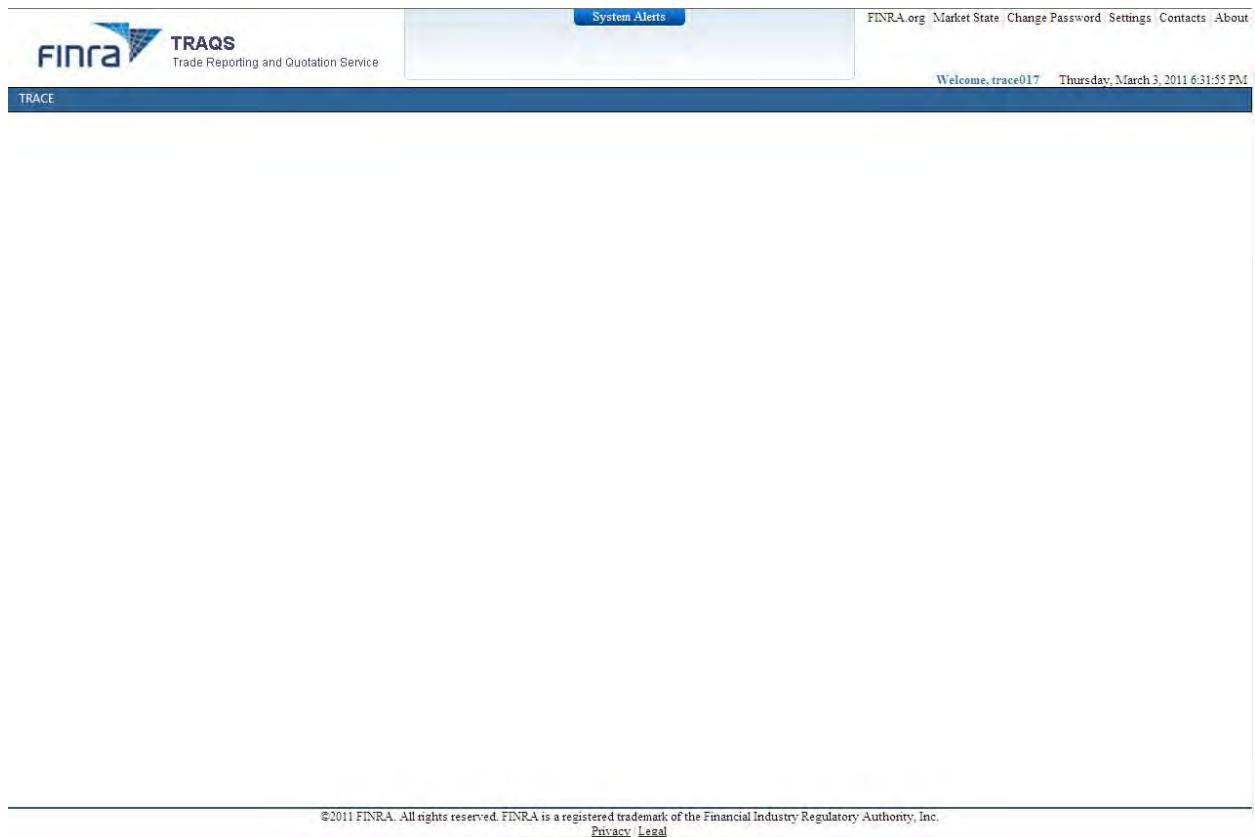 System Alerts
FINRA.org Market State Change Password Settings Contacts About
Finra
TRAQS
Trade Reporting and Quotation Service
Welcome, trace017 Thursday, March 3, 2011 6:31:55 PM
TRACE
©2011 FINRA. All rights reserved. FINRA is a registered trademark of the Financial Industry Regulatory Authority, Inc.
Privacy | Legal